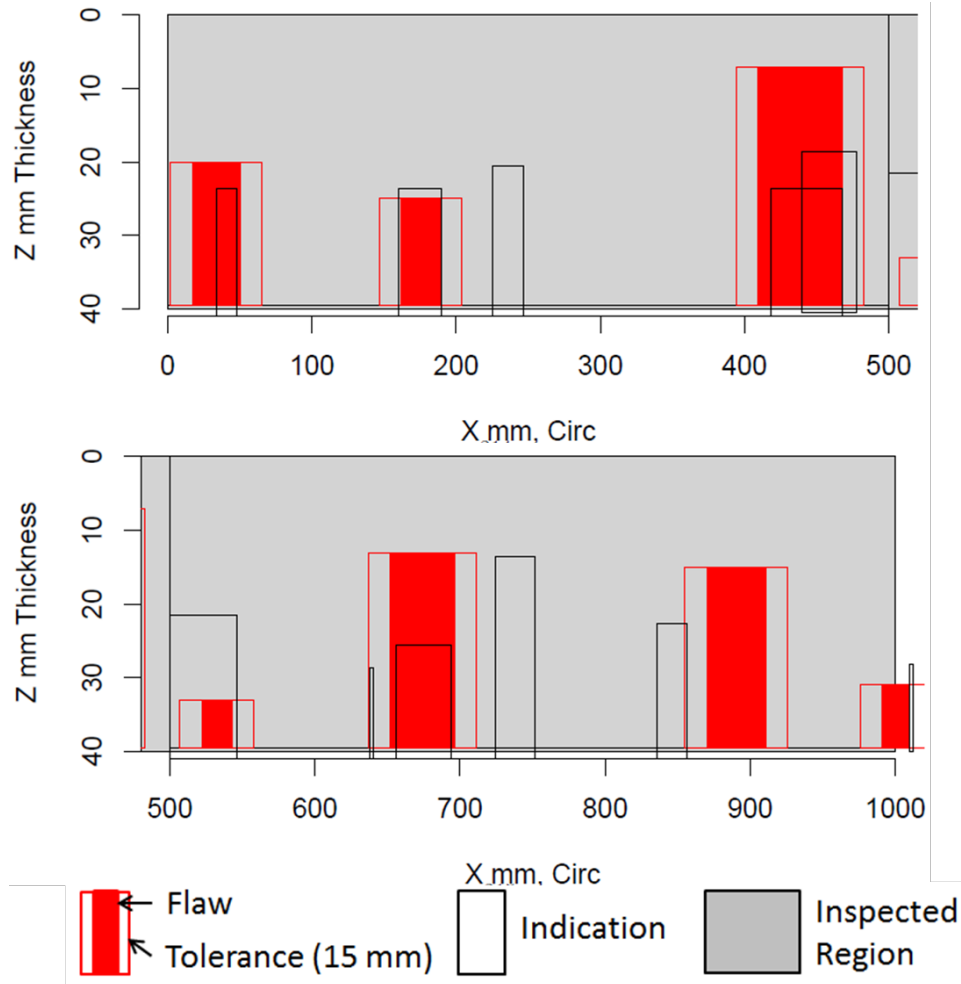 0
10
20
30
40
Z mm Thickness
0 100 200 300 400 500
X mm, Circ
0
10
20
30
40
Z mm Thickness
500 600 700 800 900 1000
X mm, Circ
Flaw
Tolerance (15 mm)
Indication
Inspected
Region